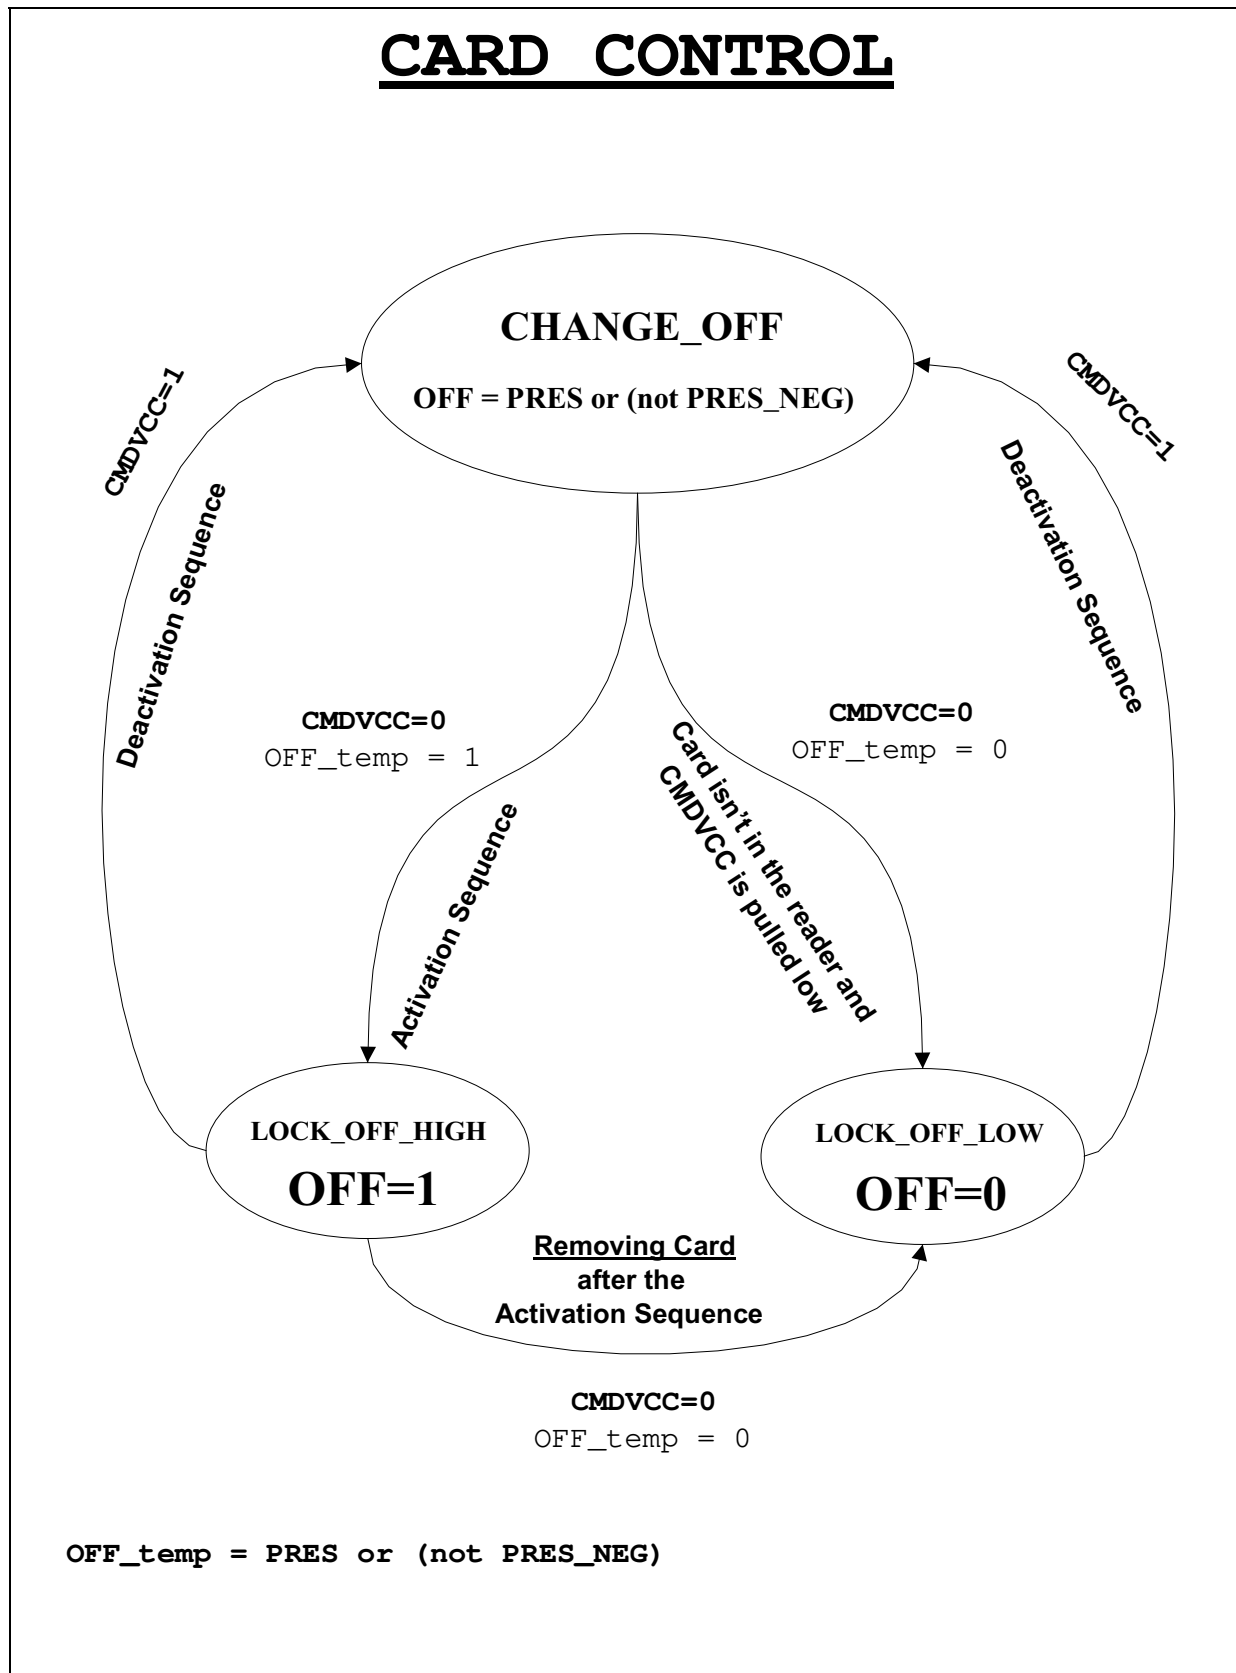 CARD CONTROL
CHANGE_OFF
OFF = PRES or (not PRES_NEG)
CMDVCC=1
Deactivation Sequence
CMDVCC=1
Deactivation Sequence
CMDVCC=0
OFF_temp = 1
Activation Sequence
CMDVCC=0
OFF_temp = 0
Card isn't in the reader and
CMDVCC is pulled low
LOCK_OFF_HIGH
OFF=1
LOCK_OFF_LOW
OFF=0
Removing Card
after the
Activation Sequence
CMDVCC=0
OFF_temp = 0
OFF_temp = PRES or (not PRES_NEG)